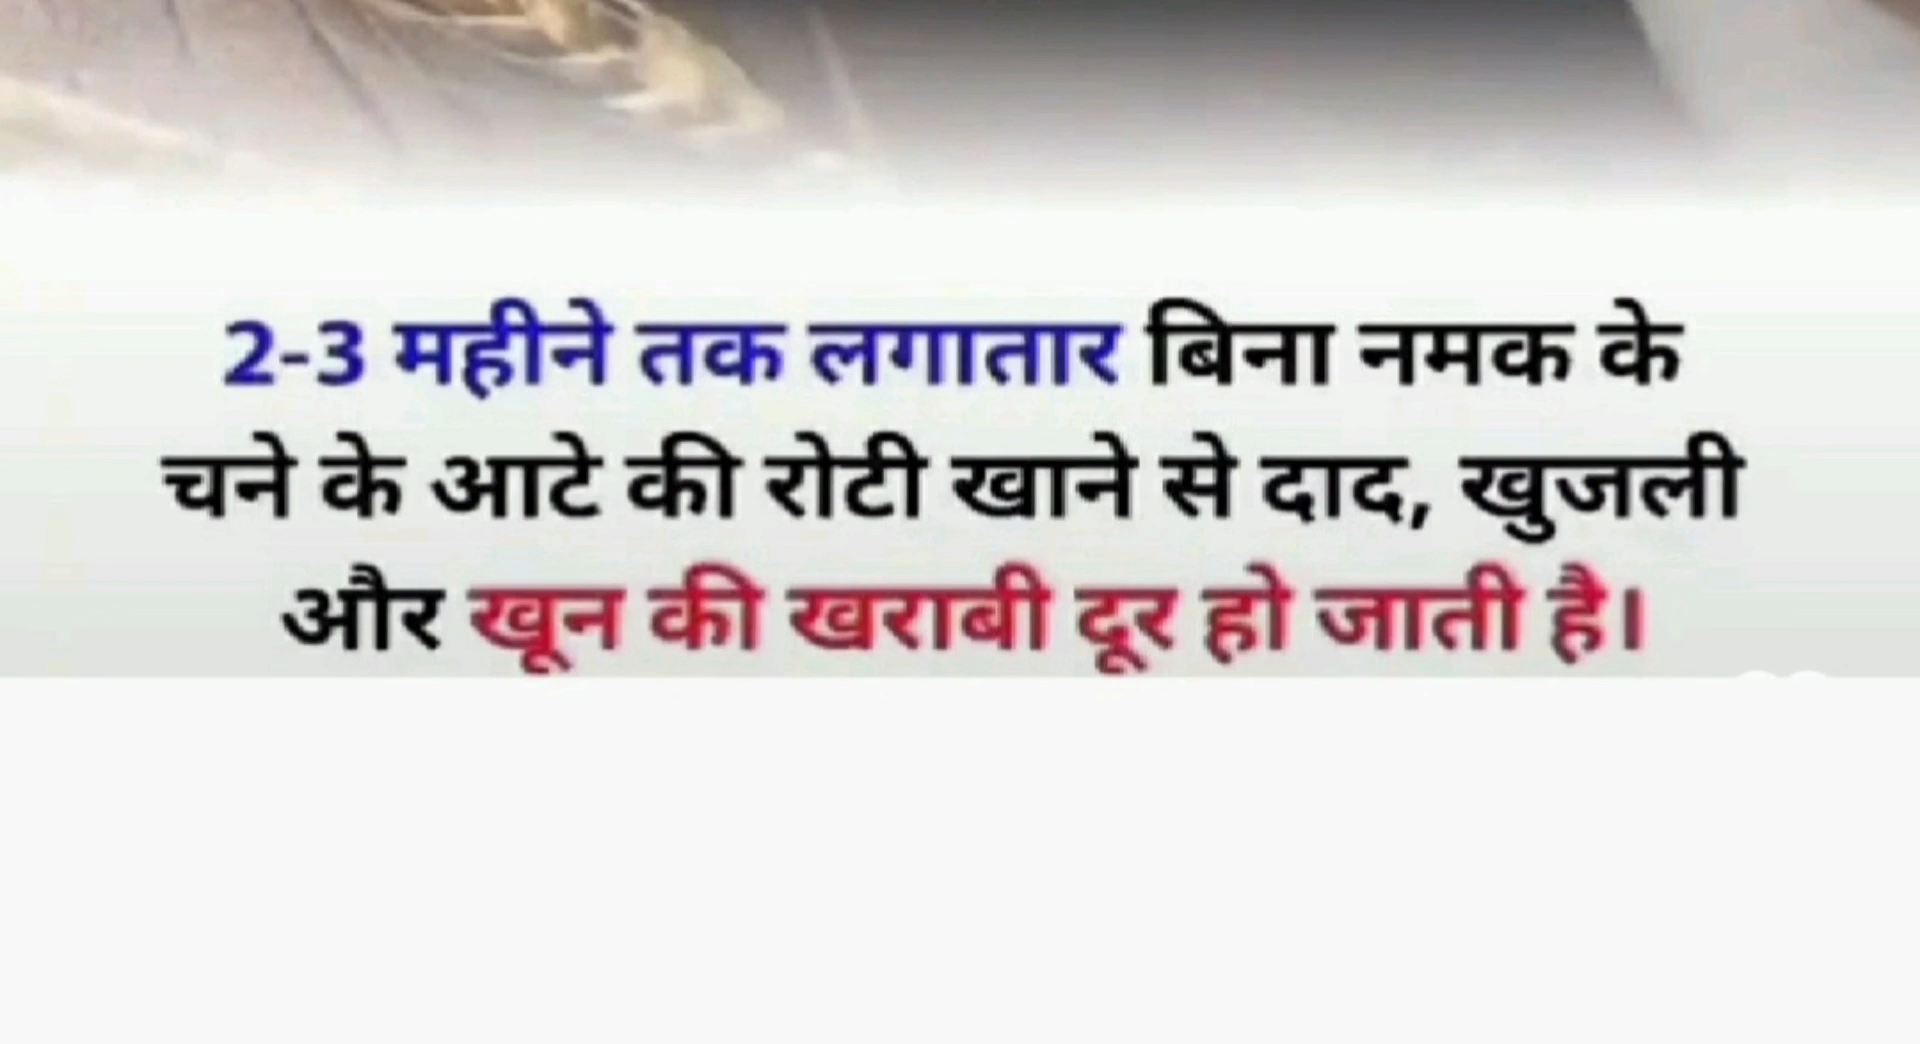 2-3 महीने तक लगातार बिना नमक के
चने के आटे की रोटी खाने से दाद, खुजली
और खून की खराबी दूर हो जाती है।